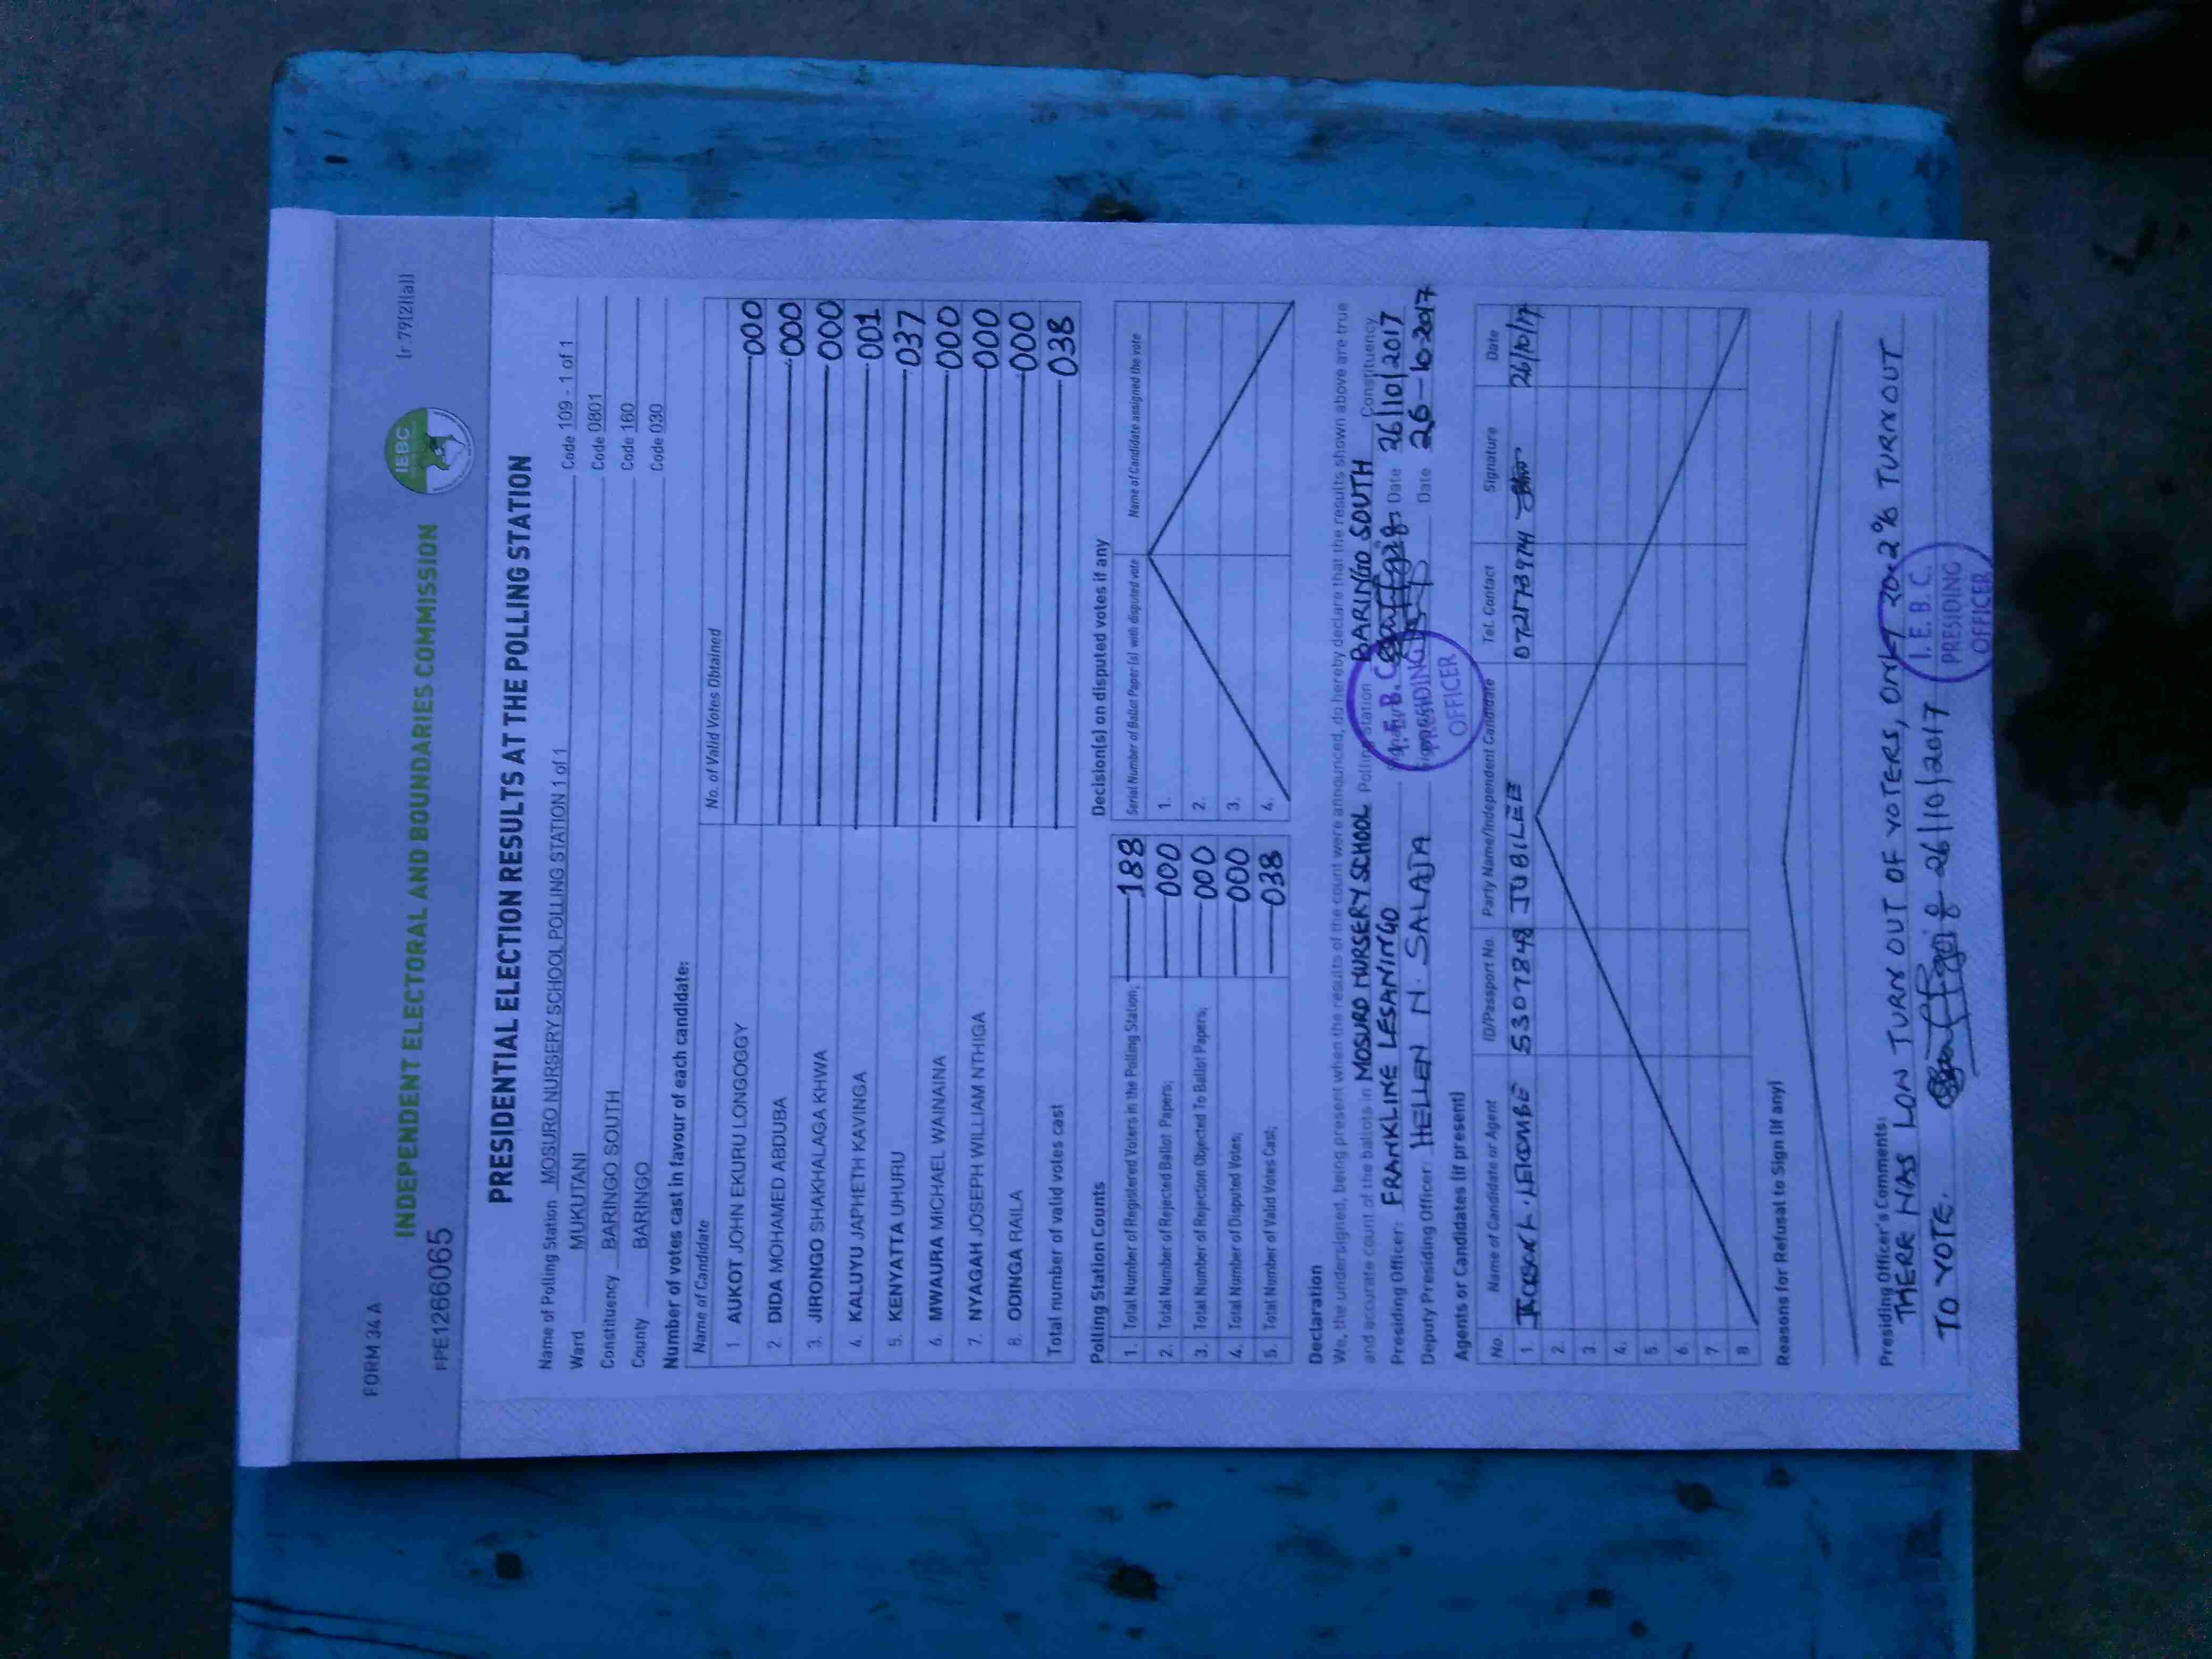 FORM 34 A
[r.79(2)(a)]
INDEPENDENT ELECTORAL AND BOUNDARIES COMMISSION
IEBC
PPE1266065
PRESIDENTIAL ELECTION RESULTS AT THE POLLING STATION
Name of Polling Station MOSURO NURSERY SCHOOL POLLING STATION 1 of 1 Code 109 - 1 of 1
Ward MUKUTANI Code 0801
Constituency BARINGO SOUTH Code 160
County BARINGO Code 030
Number of votes cast in favour of each candidate:
Name of Candidate No. of Valid Votes Obtained
1 AUKOT JOHN EKURU LONGOGGY 000
2. DIDA MOHAMED ABDUBA 000
3. JIRONGO SHAKHALAGA KHWA 000
4. KALUYU JAPHETH KAVINGA 001
5. KENYATTA UHURU 037
6. MWAURA MICHAEL WAINAINA 000
7. NYAGAH JOSEPH WILLIAM NTHIGA 000
8. ODINGA RAILA 000
Total number of valid votes cast 038
Polling Station Counts
1. Total Number of Registered Voters in the Polling Station; 188
2. Total Number of Rejected Ballot Papers; 000
3. Total Number of Rejection Objected To Ballot Papers; 000
4. Total Number of Disputed Votes; 000
5. Total Number of Valid Votes Cast; 038
Decision(s) on disputed votes if any
Serial Number of Ballot Paper(s) with disputed vote Name of Candidate assigned the vote
1.
2.
3.
4.
Declaration
We, the undersigned, being present when the results of the count were announced, do hereby declare that the results shown above are true
and accurate count of the ballots in MOSURO NURSERY SCHOOL Polling Station BARINGO SOUTH Constituency.
Presiding Officer: FRANKLINE LESANINGO Date 26/10/2017
Deputy Presiding Officer: HELLEN N. SALAJA Date 26-10-2017
I.E.B.C.
PRESIDING
OFFICER
Agents or Candidates (if present)
No Name of Candidate or Agent ID/Passport No. Party Name/Independent Candidate Tel. Contact Signature Date
1. LEKOMBE 53078 JUBILEE 26/10/17
2.
3.
4.
5.
6.
7
8
Reasons for Refusal to Sign (if any)
Presiding Officer's Comments:
THERE HAS LON TURN OUT OF VOTERS, ONLY 20.2% TURNOUT
TO VOTE. 26/10/2017
I. E. B. C.
PRESIDING
OFFICER